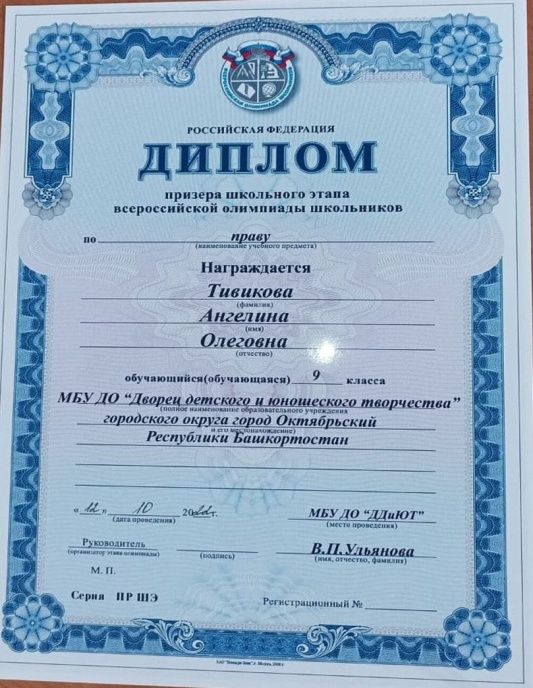 РОССИЙСКАЯ ФЕДЕРАЦИЯ
ДИПЛОМ
призера школьного этапа
всероссийской олимпиады школьников
по праву
(наименование учебного предмета)
Награждается
Тивикова
(фамилия)
Ангелина
(имя)
Олеговна
(отчество)
обучающийся(обучающаяся) 9 класса
МБУ ДО “Дворец детского и юношеского творчества”
(полное наименование образовательного учреждения
городского округа город Октябрьский
и его местонахождение)
Республики Башкортостан
« 12 » 10 20 г.
(дата проведения)
МБУ ДО “ДДиЮТ”
(место проведения)
Руководитель
(организатор этапа олимпиады)
(подпись)
В.П.Ульянова
(имя, отчество, фамилия)
М. П.
Серия ПР ШЭ
Регистрационный №